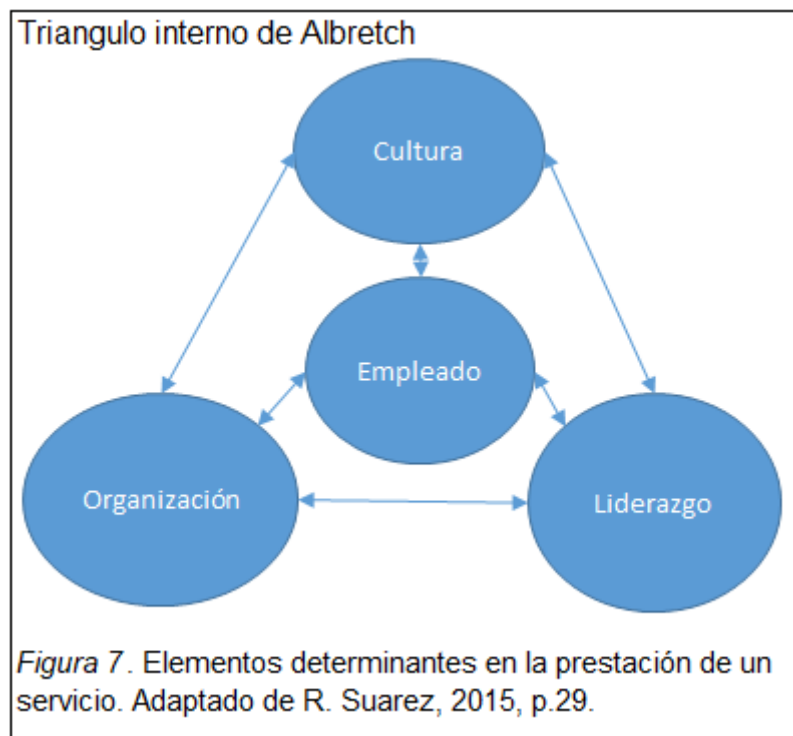 Triangulo interno de Albretch
Cultura
Empleado
Organización
Liderazgo
Figura 7. Elementos determinantes en la prestación de un
servicio. Adaptado de R. Suarez, 2015, p.29.